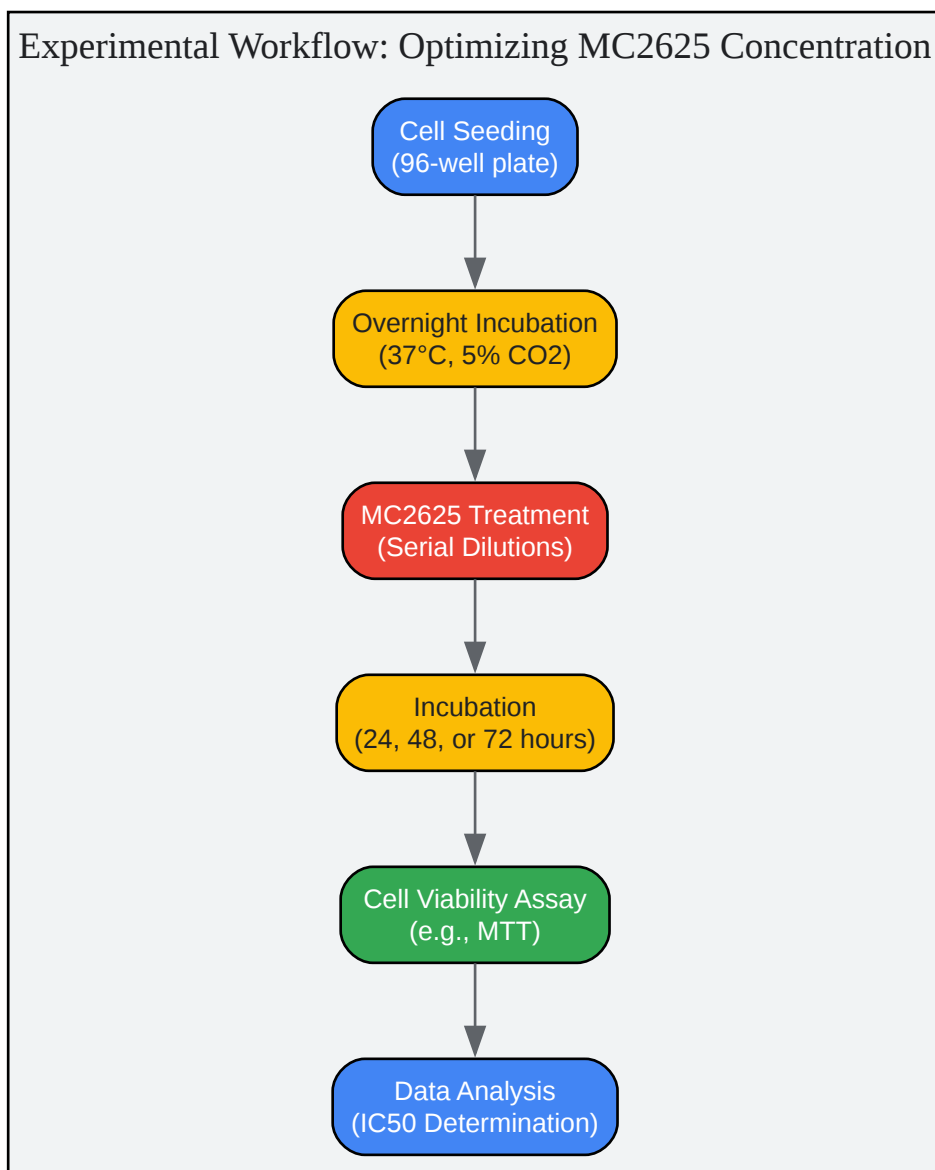 Experimental Workflow: Optimizing MC2625 Concentration
Cell Seeding
(96-well plate)
Overnight Incubation
(37°C, 5% CO2)
MC2625 Treatment
(Serial Dilutions)
Incubation
(24, 48, or 72 hours)
Cell Viability Assay
(e.g., MTT)
Data Analysis
(IC50 Determination)